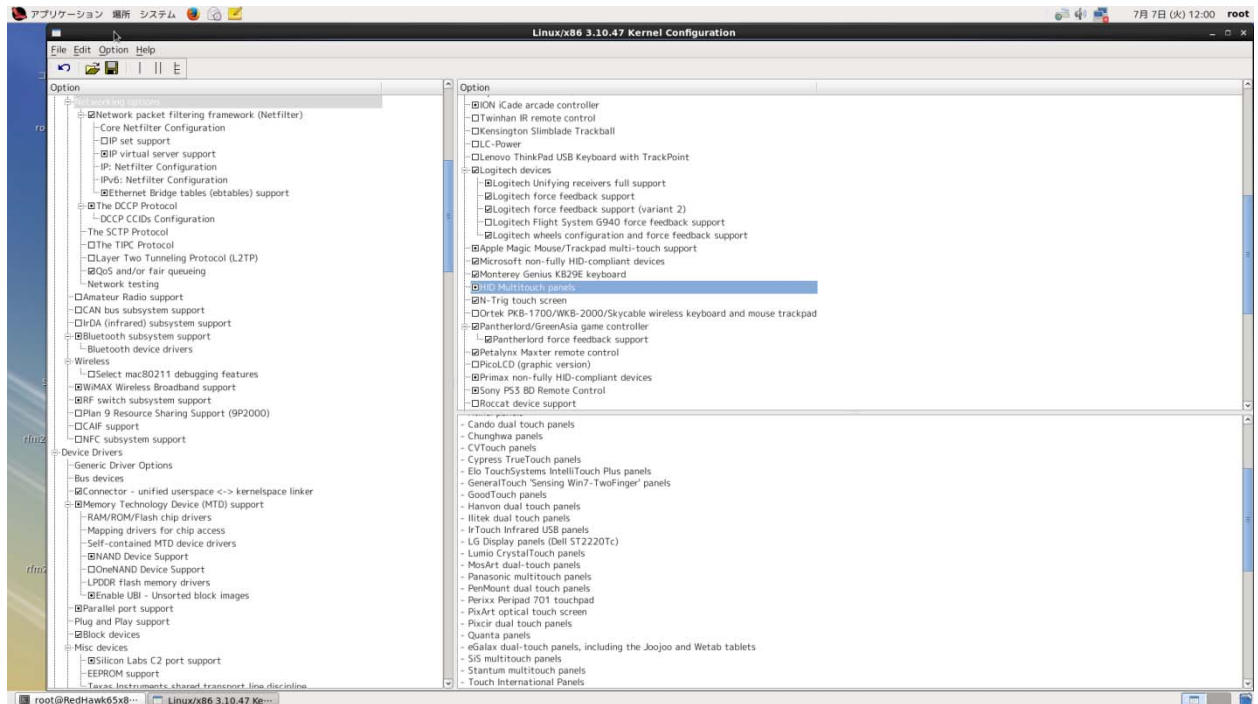 アプリケーション 場所 システム
7月 7日 (火) 12:00 root
Linux/x86 3.10.47 Kernel Configuration
File Edit Option Help
Option
Networking options
Network packet filtering framework (Netfilter)
Core Netfilter Configuration
IP set support
IP virtual server support
IP: Netfilter Configuration
IPv6: Netfilter Configuration
Ethernet Bridge tables (ebtables) support
The DCCP Protocol
DCCP CCIDs Configuration
The SCTP Protocol
The TIPC Protocol
Layer Two Tunneling Protocol (L2TP)
QoS and/or fair queueing
Network testing
Amateur Radio support
CAN bus subsystem support
IrDA (infrared) subsystem support
Bluetooth subsystem support
Bluetooth device drivers
Wireless
Select mac80211 debugging features
WiMAX Wireless Broadband support
RF switch subsystem support
Plan 9 Resource Sharing Support (9P2000)
CAIF support
NFC subsystem support
Device Drivers
Generic Driver Options
Bus devices
Connector - unified userspace <-> kernelspace linker
Memory Technology Device (MTD) support
RAM/ROM/Flash chip drivers
Mapping drivers for chip access
Self-contained MTD device drivers
NAND Device Support
OneNAND Device Support
LPDDR flash memory drivers
Enable UBI - Unsorted block images
Parallel port support
Plug and Play support
Block devices
Misc devices
Silicon Labs C2 port support
EEPROM support
Texas Instruments shared transport line discipline
Option
ION iCade arcade controller
Twinhan IR remote control
Kensington Slimblade Trackball
LC-Power
Lenovo ThinkPad USB Keyboard with TrackPoint
Logitech devices
Logitech Unifying receivers full support
Logitech force feedback support
Logitech force feedback support (variant 2)
Logitech Flight System G940 force feedback support
Logitech wheels configuration and force feedback support
Apple Magic Mouse/Trackpad multi-touch support
Microsoft non-fully HID-compliant devices
Monterey Genius KB29E keyboard
HID Multitouch panels
N-Trig touch screen
Ortek PKB-1700/WKB-2000/Skycable wireless keyboard and mouse trackpad
Pantherlord/GreenAsia game controller
Pantherlord force feedback support
Petalynx Maxter remote control
PicoLCD (graphic version)
Primax non-fully HID-compliant devices
Sony PS3 BD Remote Control
Roccat device support
- Cando dual touch panels
- Chunghwa panels
- CVTouch panels
- Cypress TrueTouch panels
- Elo TouchSystems IntelliTouch Plus panels
- GeneralTouch 'Sensing Win7-TwoFinger' panels
- GoodTouch panels
- Hanvon dual touch panels
- Ilitek dual touch panels
- IrTouch Infrared USB panels
- LG Display panels (Dell ST2220Tc)
- Lumio CrystalTouch panels
- MosArt dual-touch panels
- Panasonic multitouch panels
- PenMount dual touch panels
- Perixx Peripad 701 touchpad
- PixArt optical touch screen
- Pixcir dual touch panels
- Quanta panels
- eGalax dual-touch panels, including the Joojoo and Wetab tablets
- SiS multitouch panels
- Stantum multitouch panels
- Touch International Panels
root@RedHawk65x8…
Linux/x86 3.10.47 Ke…